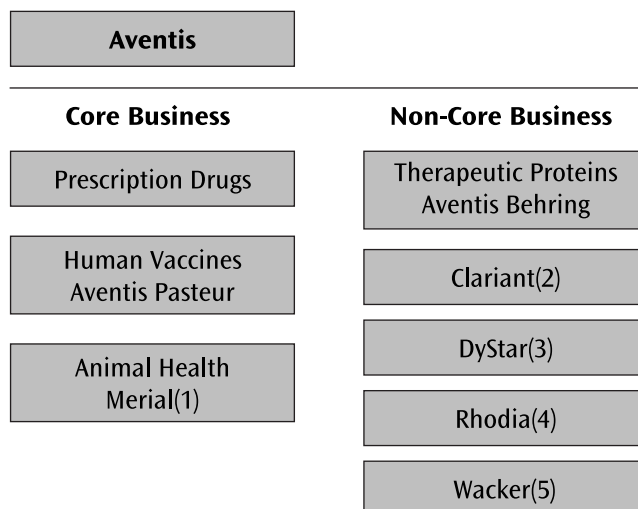 Aventis
Core Business
Prescription Drugs
Human Vaccines
Aventis Pasteur
Animal Health
Merial(1)
Non-Core Business
Therapeutic Proteins
Aventis Behring
Clariant(2)
DyStar(3)
Rhodia(4)
Wacker(5)